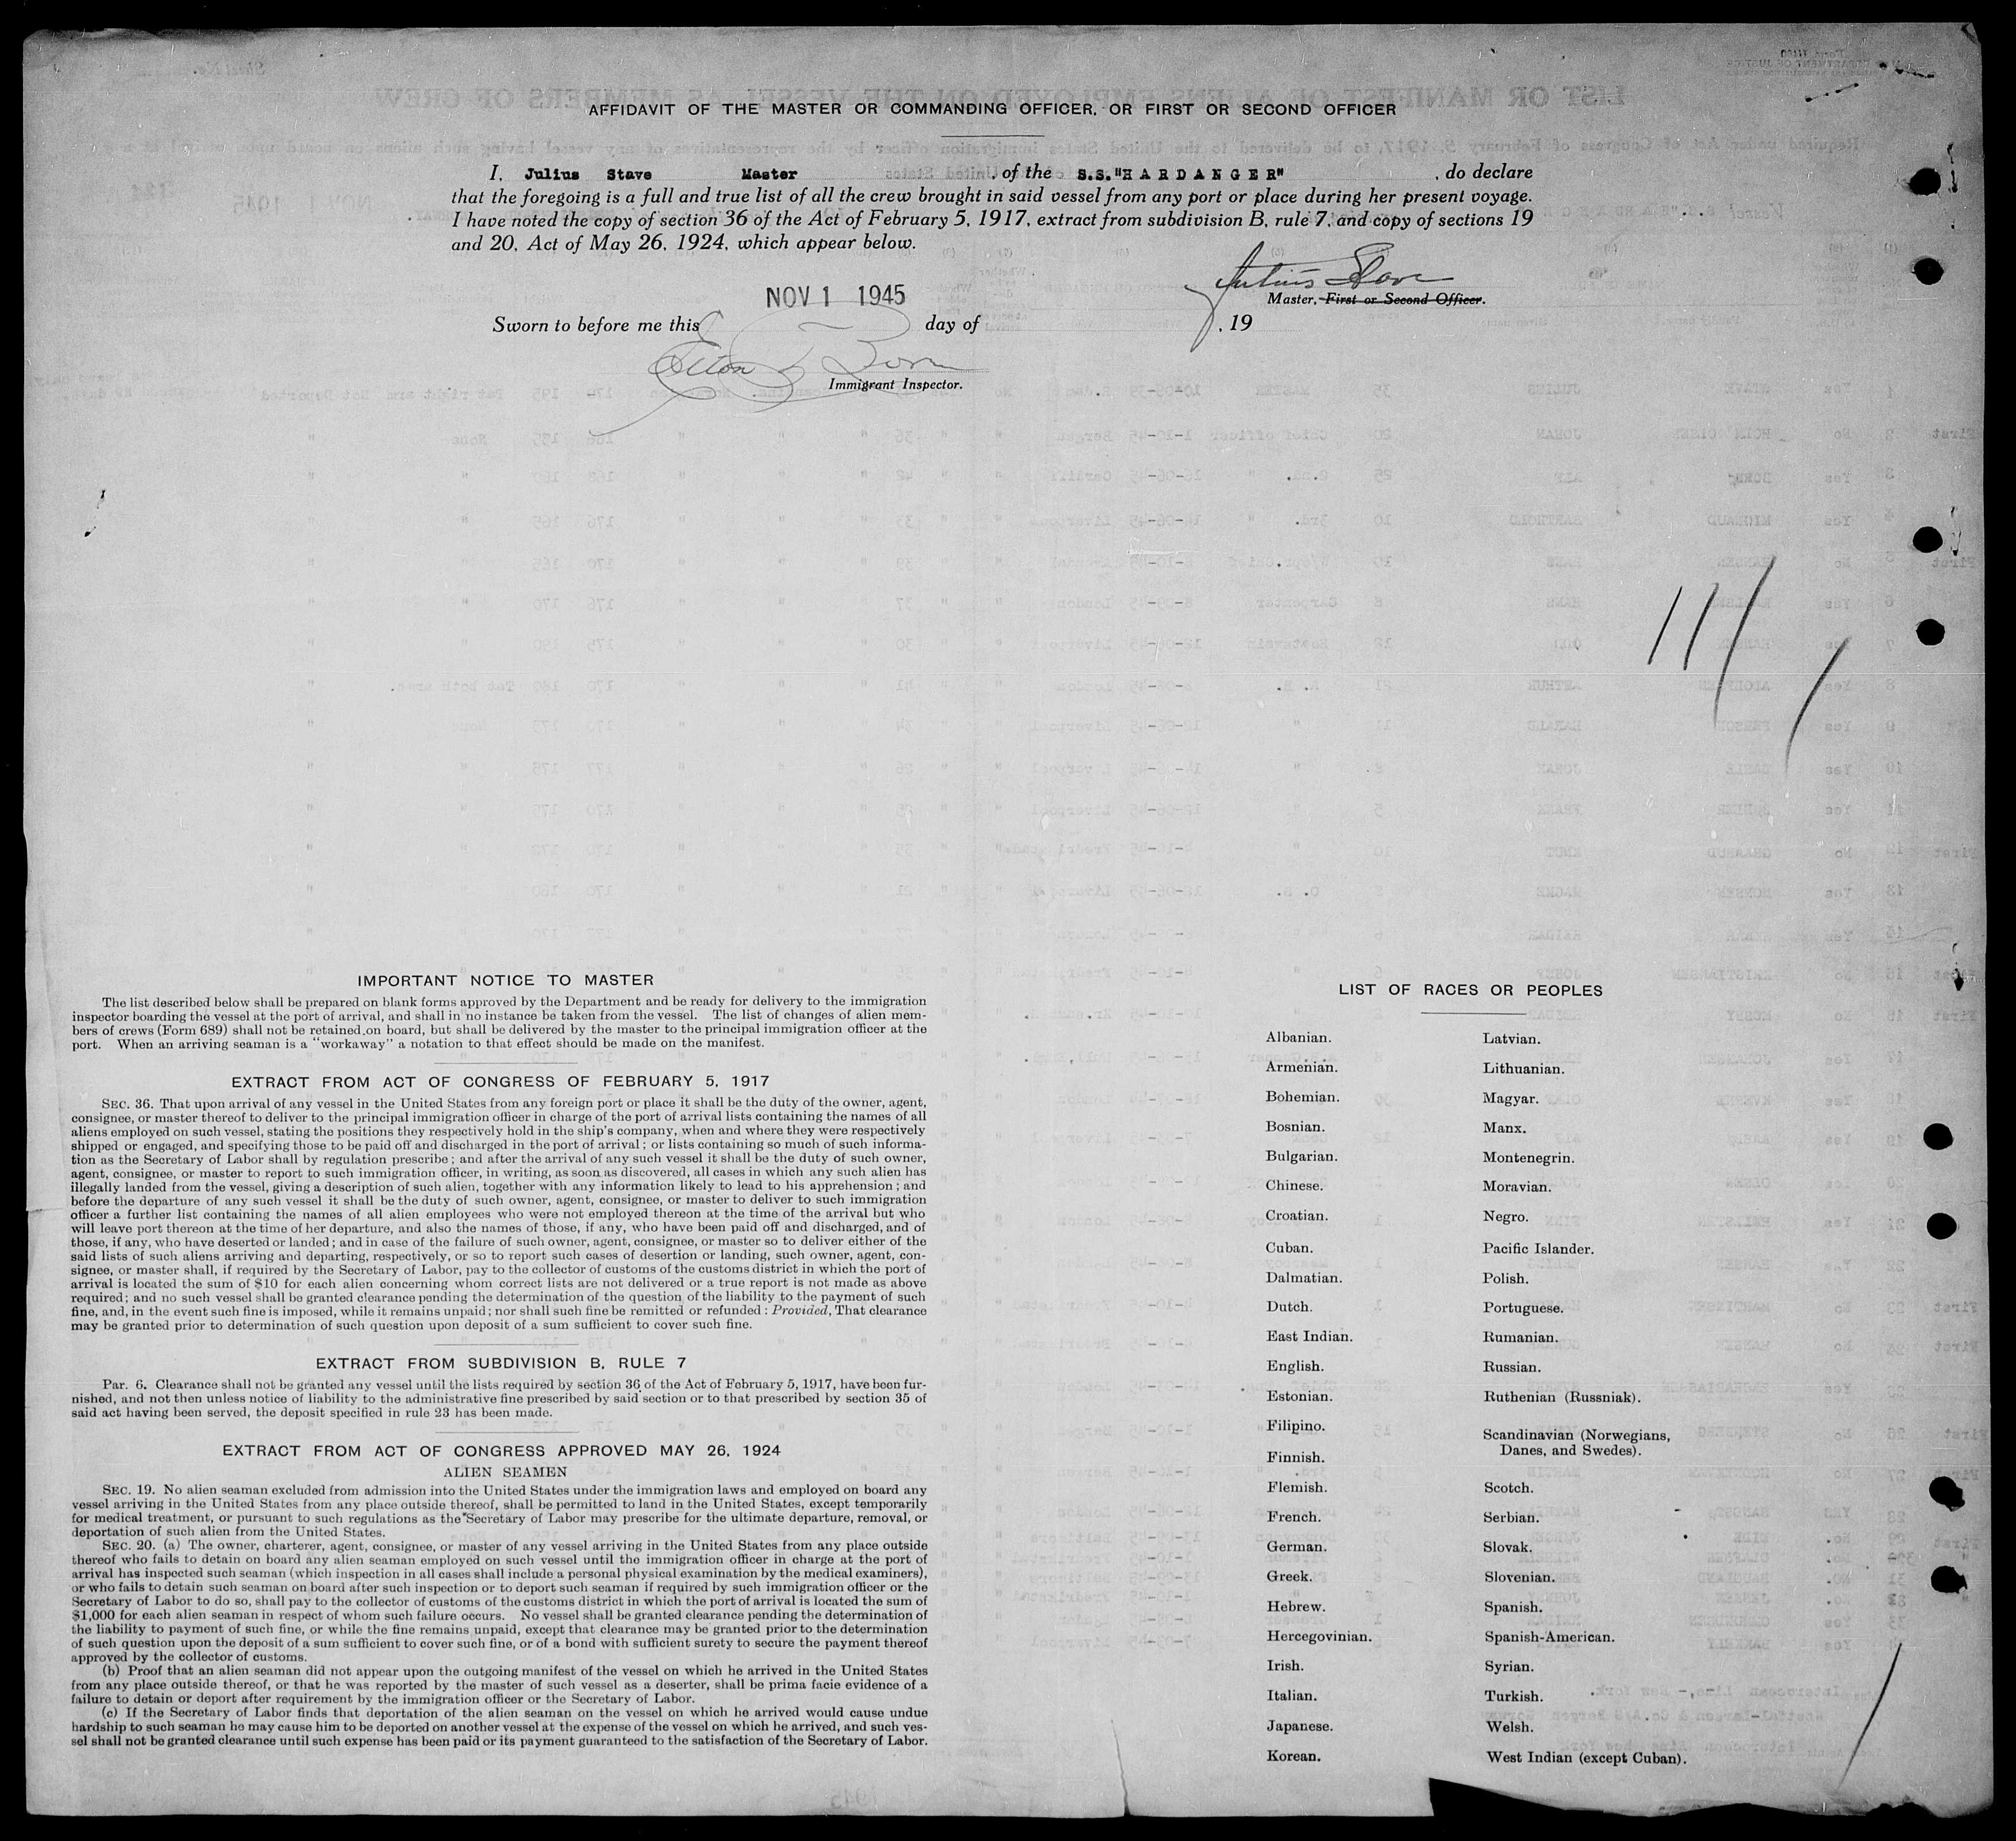 AFFIDAVIT OF THE MASTER OR COMMANDING OFFICER, OR FIRST OR SECOND OFFICER
I, Julius Stave Master, of the S.S."HARDANGER", do declare
that the foregoing is a full and true list of all the crew brought in said vessel from any port or place during her present voyage.
I have noted the copy of section 36 of the Act of February 5, 1917, extract from subdivision B, rule 7, and copy of sections 19
and 20, Act of May 26, 1924, which appear below.
Julius Stave
Master, First or Second Officer.
NOV 1 1945
Sworn to before me this day of , 19
Immigrant Inspector.
IMPORTANT NOTICE TO MASTER
The list described below shall be prepared on blank forms approved by the Department and be ready for delivery to the immigration
inspector boarding the vessel at the port of arrival, and shall in no instance be taken from the vessel. The list of changes of alien mem-
bers of crews (Form 689) shall not be retained on board, but shall be delivered by the master to the principal immigration officer at the
port. When an arriving seaman is a "workaway" a notation to that effect should be made on the manifest.
EXTRACT FROM ACT OF CONGRESS OF FEBRUARY 5, 1917
SEC. 36. That upon arrival of any vessel in the United States from any foreign port or place it shall be the duty of the owner, agent,
consignee, or master thereof to deliver to the principal immigration officer in charge of the port of arrival lists containing the names of all
aliens employed on such vessel, stating the positions they respectively hold in the ship's company, when and where they were respectively
shipped or engaged, and specifying those to be paid off and discharged in the port of arrival; or lists containing so much of such informa-
tion as the Secretary of Labor shall by regulation prescribe; and after the arrival of any such vessel it shall be the duty of such owner,
agent, consignee, or master to report to such immigration officer, in writing, as soon as discovered, all cases in which any such alien has
illegally landed from the vessel, giving a description of such alien, together with any information likely to lead to his apprehension; and
before the departure of any such vessel it shall be the duty of such owner, agent, consignee, or master to deliver to such immigration
officer a further list containing the names of all alien employees who were not employed thereon at the time of the arrival but who
will leave port thereon at the time of her departure, and also the names of those, if any, who have been paid off and discharged, and of
those, if any, who have deserted or landed; and in case of the failure of such owner, agent, consignee, or master so to deliver either of the
said lists of such aliens arriving and departing, respectively, or so to report such cases of desertion or landing, such owner, agent, con-
signee, or master shall, if required by the Secretary of Labor, pay to the collector of customs of the customs district in which the port of
arrival is located the sum of $10 for each alien concerning whom correct lists are not delivered or a true report is not made as above
required; and no such vessel shall be granted clearance pending the determination of the question of the liability to the payment of such
fine, and, in the event such fine is imposed, while it remains unpaid; nor shall such fine be remitted or refunded: Provided, That clearance
may be granted prior to determination of such question upon deposit of a sum sufficient to cover such fine.
EXTRACT FROM SUBDIVISION B, RULE 7
Par. 6. Clearance shall not be granted any vessel until the lists required by section 36 of the Act of February 5, 1917, have been fur-
nished, and not then unless notice of liability to the administrative fine prescribed by said section or to that prescribed by section 35 of
said act having been served, the deposit specified in rule 23 has been made.
EXTRACT FROM ACT OF CONGRESS APPROVED MAY 26, 1924
ALIEN SEAMEN
SEC. 19. No alien seaman excluded from admission into the United States under the immigration laws and employed on board any
vessel arriving in the United States from any place outside thereof, shall be permitted to land in the United States, except temporarily
for medical treatment, or pursuant to such regulations as the Secretary of Labor may prescribe for the ultimate departure, removal, or
deportation of such alien from the United States.
SEC. 20. (a) The owner, charterer, agent, consignee, or master of any vessel arriving in the United States from any place outside
thereof who fails to detain on board any alien seaman employed on such vessel until the immigration officer in charge at the port of
arrival has inspected such seaman (which inspection in all cases shall include a personal physical examination by the medical examiners),
or who fails to detain such seaman on board after such inspection or to deport such seaman if required by such immigration officer or the
Secretary of Labor to do so, shall pay to the collector of customs of the customs district in which the port of arrival is located the sum of
$1,000 for each alien seaman in respect of whom such failure occurs. No vessel shall be granted clearance pending the determination of
the liability to payment of such fine, or while the fine remains unpaid, except that clearance may be granted prior to the determination
of such question upon the deposit of a sum sufficient to cover such fine, or of a bond with sufficient surety to secure the payment thereof
approved by the collector of customs.
(b) Proof that an alien seaman did not appear upon the outgoing manifest of the vessel on which he arrived in the United States
from any place outside thereof, or that he was reported by the master of such vessel as a deserter, shall be prima facie evidence of a
failure to detain or deport after requirement by the immigration officer or the Secretary of Labor.
(c) If the Secretary of Labor finds that deportation of the alien seaman on the vessel on which he arrived would cause undue
hardship to such seaman he may cause him to be deported on another vessel at the expense of the vessel on which he arrived, and such ves-
sel shall not be granted clearance until such expense has been paid or its payment guaranteed to the satisfaction of the Secretary of Labor.
LIST OF RACES OR PEOPLES
Albanian.
Armenian.
Bohemian.
Bosnian.
Bulgarian.
Chinese.
Croatian.
Cuban.
Dalmatian.
Dutch.
East Indian.
English.
Estonian.
Filipino.
Finnish.
Flemish.
French.
German.
Greek.
Hebrew.
Hercegovinian.
Irish.
Italian.
Japanese.
Korean.
Latvian.
Lithuanian.
Magyar.
Manx.
Montenegrin.
Moravian.
Negro.
Pacific Islander.
Polish.
Portuguese.
Rumanian.
Russian.
Ruthenian (Russniak).
Scandinavian (Norwegians,
Danes, and Swedes).
Scotch.
Serbian.
Slovak.
Slovenian.
Spanish.
Spanish-American.
Syrian.
Turkish.
Welsh.
West Indian (except Cuban).